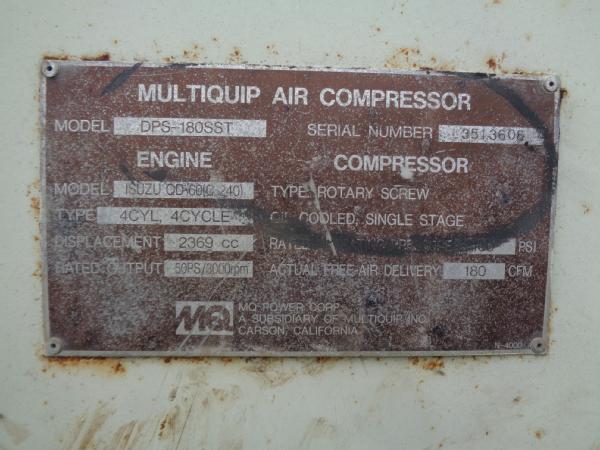 MULTIQUIP AIR COMPRESSOR
MODEL DPS-180SST SERIAL NUMBER 3513606
ENGINE COMPRESSOR
MODEL ISUZU QD-60(C-240) TYPE: ROTARY SCREW
TYPE 4CYL, 4CYCLE OIL COOLED, SINGLE STAGE
DISPLACEMENT 2369 cc RATED PSI
RATED OUTPUT 50PS/3000rpm ACTUAL FREE-AIR DELIVERY 180 CFM
MQ MQ POWER CORP.
A SUBSIDIARY OF MULTIQUIP INC.
CARSON, CALIFORNIA
N-4000